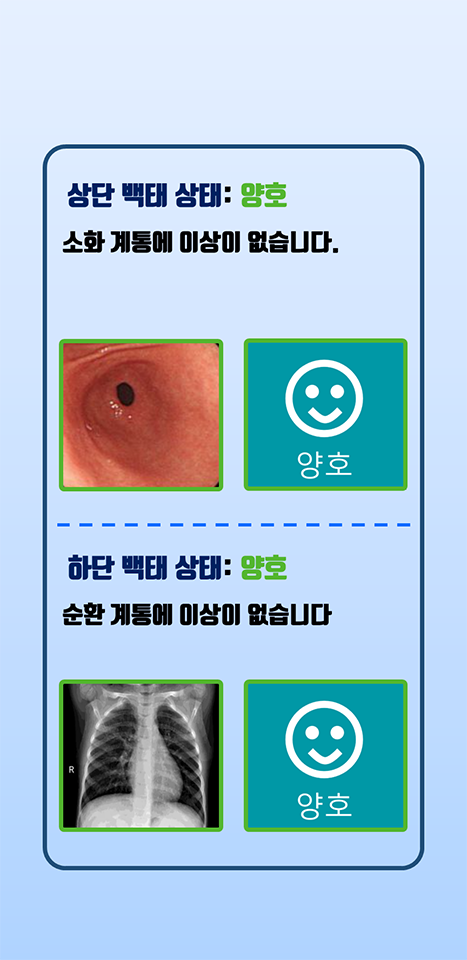 상단 백태 상태: 양호
소화 계통에 이상이 없습니다.
양호
하단 백태 상태: 양호
순환 계통에 이상이 없습니다
R
양호